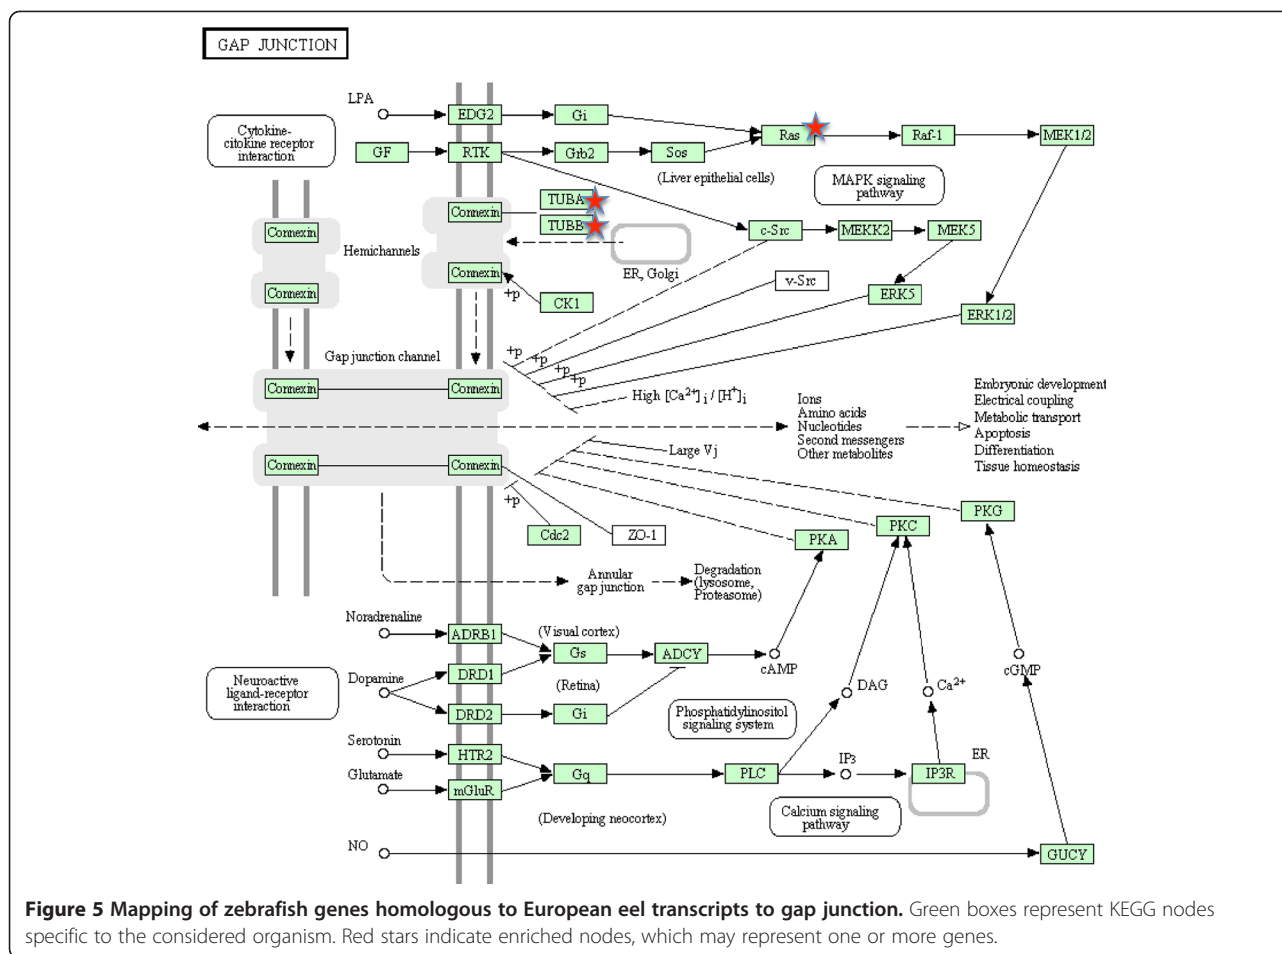 GAP JUNCTION
LPA
EDG2
Gi
Cytokine-
citokine receptor
interaction
GF
RTK
Grb2
Sos
Ras
Raf-1
MEK1/2
(Liver epithelial cells)
MAPK signaling
pathway
TUBA
TUBB
Connexin
Connexin
Hemichannels
c-Src
MEKK2
MEK5
ER, Golgi
Connexin
Connexin
+p
CK1
v-Src
ERK5
ERK1/2
Gap junction channel
+p
+p
+p
+p
Connexin
Connexin
High [Ca2+]i / [H+]i
Ions
Amino acids
Nucleotides
Second messengers
Other metabolites
Embryonic development
Electrical coupling
Metabolic transport
Apoptosis
Differentiation
Tissue homeostasis
Large Vj
Connexin
Connexin
+p
Cdc2
ZO-1
PKA
PKC
PKG
Annular
gap junction
Degradation
(lysosome,
Proteasome)
Noradrenaline
ADRB1
(Visual cortex)
Gs
ADCY
cAMP
cGMP
Neuroactive
ligand-receptor
interaction
Dopamine
DRD1
(Retina)
DRD2
Gi
DAG
Ca2+
Phosphatidylinositol
signaling system
Serotonin
HTR2
Glutamate
mGluR
Gq
PLC
IP3
IP3R
ER
(Developing neocortex)
Calcium signaling
pathway
NO
GUCY
Figure 5 Mapping of zebrafish genes homologous to European eel transcripts to gap junction. Green boxes represent KEGG nodes
specific to the considered organism. Red stars indicate enriched nodes, which may represent one or more genes.